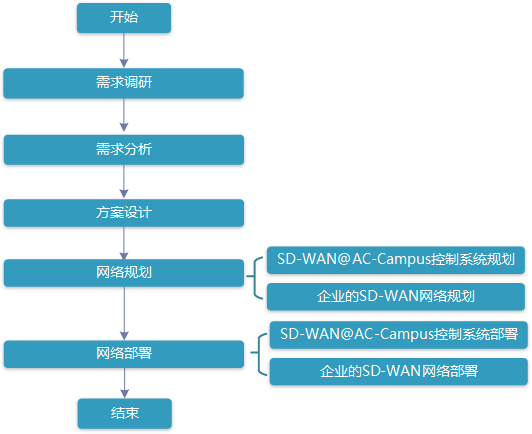 开始
需求调研
需求分析
方案设计
网络规划
SD-WAN@AC-Campus控制系统规划
企业的SD-WAN网络规划
网络部署
SD-WAN@AC-Campus控制系统部署
企业的SD-WAN网络部署
结束